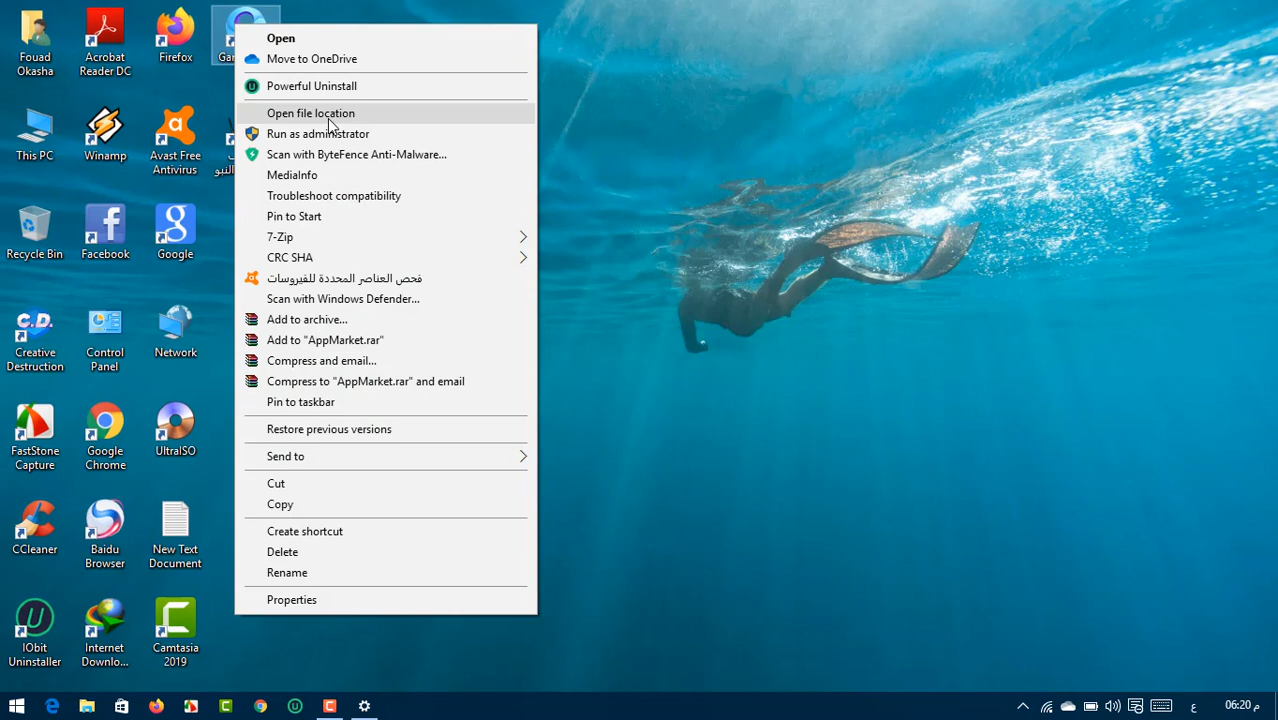 Fouad
Okasha
Acrobat
Reader DC
Firefox
This PC
Winamp
Avast Free
Antivirus
Recycle Bin
Facebook
Google
Creative
Destruction
Control
Panel
Network
FastStone
Capture
Google
Chrome
UltraISO
CCleaner
Baidu
Browser
New Text
Document
IObit
Uninstaller
Internet
Downlo...
Camtasia
2019
Open
Move to OneDrive
Powerful Uninstall
Open file location
Run as administrator
Scan with ByteFence Anti-Malware...
MediaInfo
Troubleshoot compatibility
Pin to Start
7-Zip
CRC SHA
فحص العناصر المحددة للفيروسات
Scan with Windows Defender...
Add to archive...
Add to "AppMarket.rar"
Compress and email...
Compress to "AppMarket.rar" and email
Pin to taskbar
Restore previous versions
Send to
Cut
Copy
Create shortcut
Delete
Rename
Properties
ع
06:20 م